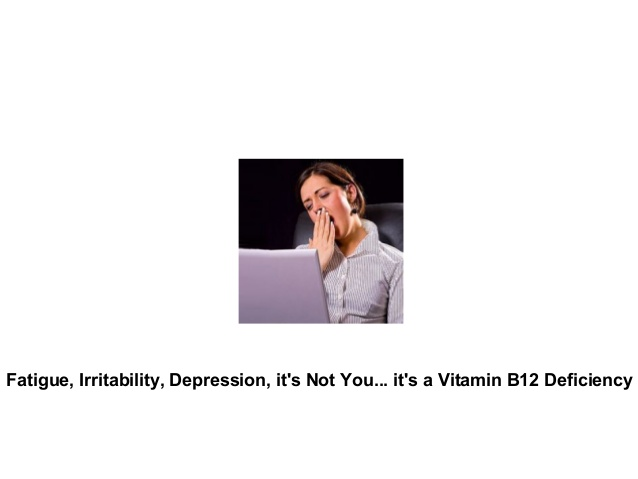 Fatigue, Irritability, Depression, it's Not You... it's a Vitamin B12 Deficiency